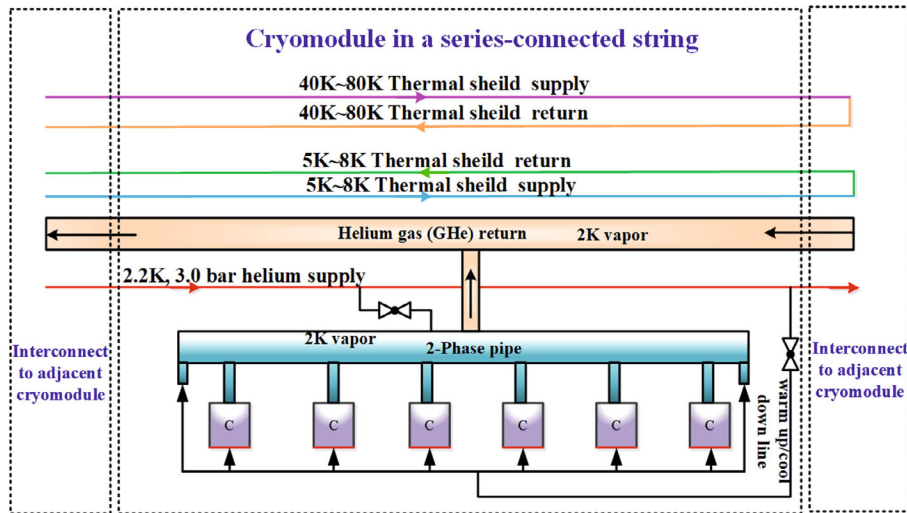 Cryomodule in a series-connected string
40K~80K Thermal sheild supply
40K~80K Thermal sheild return
5K~8K Thermal sheild return
5K~8K Thermal sheild supply
Helium gas (GHe) return 2K vapor
2.2K, 3.0 bar helium supply
2K vapor
2-Phase pipe
Interconnect
to adjacent
cryomodule
C C C C C C
warm up/cool
down line
Interconnect
to adjacent
cryomodule